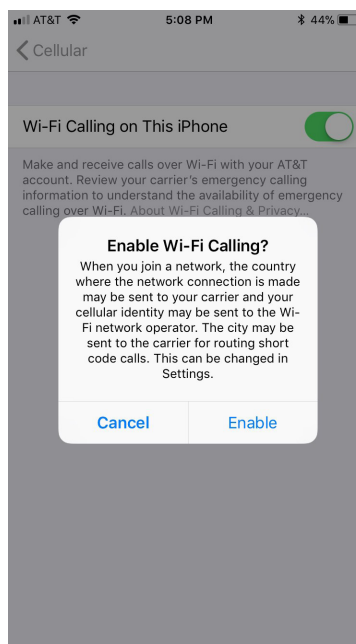 AT&T 5:08 PM 44%
Cellular
Wi-Fi Calling on This iPhone
Make and receive calls over Wi-Fi with your AT&T
account. Review your carrier's emergency calling
information to understand the availability of emergency
calling over Wi-Fi. About Wi-Fi Calling & Privacy...
Enable Wi-Fi Calling?
When you join a network, the country
where the network connection is made
may be sent to your carrier and your
cellular identity may be sent to the Wi-
Fi network operator. The city may be
sent to the carrier for routing short
code calls. This can be changed in
Settings.
Cancel Enable